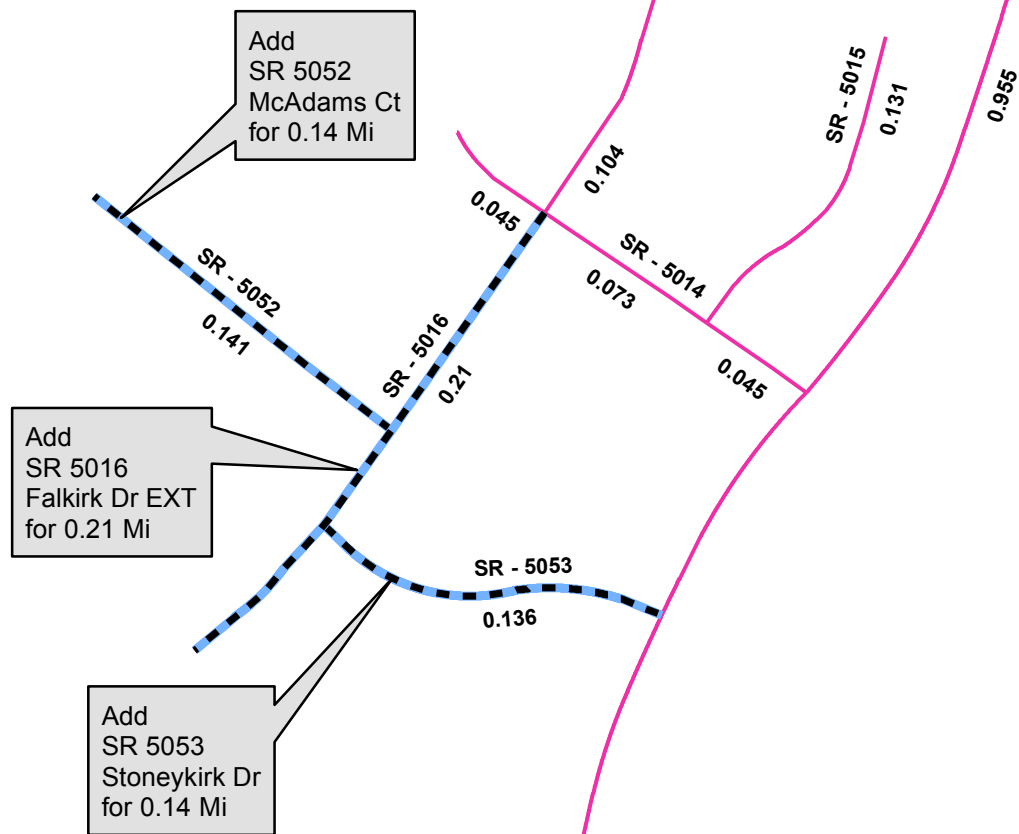 Add
SR 5052
McAdams Ct
for 0.14 Mi
SR - 5015
0.131
0.955
0.104
0.045
SR - 5014
0.073
0.045
SR - 5052
0.141
SR - 5016
0.21
Add
SR 5016
Falkirk Dr EXT
for 0.21 Mi
SR - 5053
0.136
Add
SR 5053
Stoneykirk Dr
for 0.14 Mi